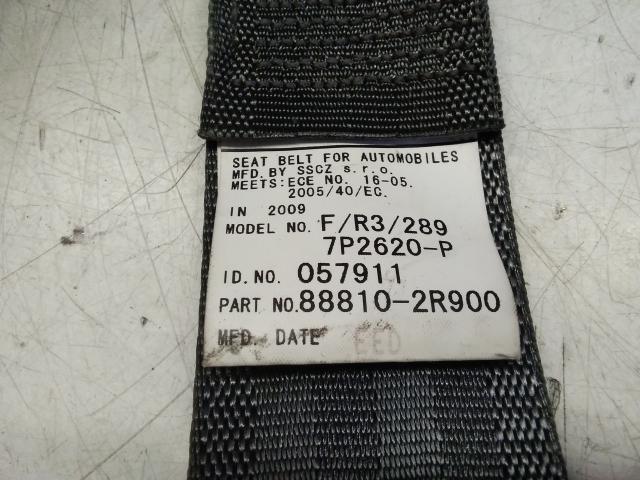 SEAT BELT FOR AUTOMOBILES
MFD. BY SSCZ s.r.o.
MEETS:ECE NO. 16-05.
2005/40/EC.
IN 2009
MODEL NO. F/R3/289
7P2620-P
ID. NO. 057911
PART NO. 88810-2R900
MFD. DATE EED